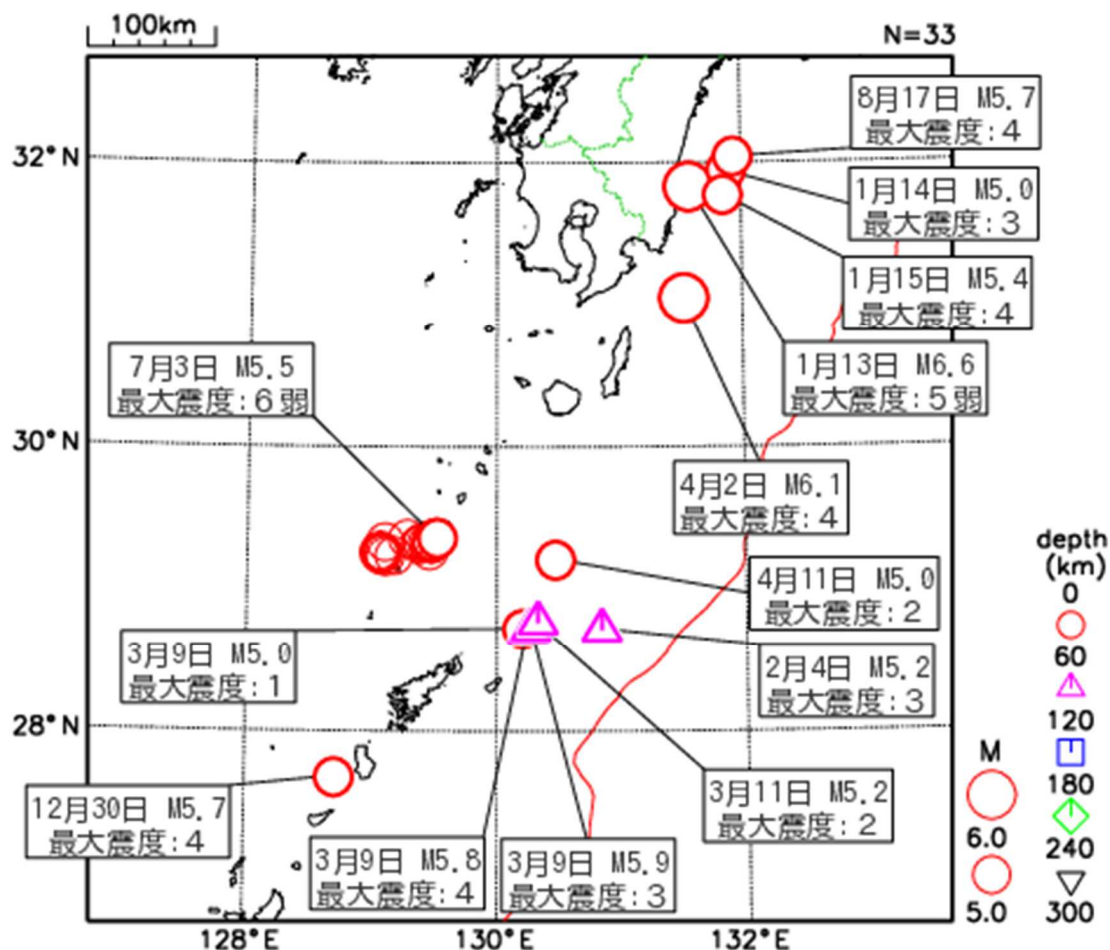 100km
N=33
8月17日 M5.7
最大震度:4
32°N
1月14日 M5.0
最大震度:3
1月15日 M5.4
最大震度:4
7月3日 M5.5
最大震度:6弱
1月13日 M6.6
最大震度:5弱
30°N
4月2日 M6.1
最大震度:4
4月11日 M5.0
最大震度:2
3月9日 M5.0
最大震度:1
2月4日 M5.2
最大震度:3
28°N
12月30日 M5.7
最大震度:4
3月11日 M5.2
最大震度:2
3月9日 M5.8
最大震度:4
3月9日 M5.9
最大震度:3
128°E
130°E
132°E
M
6.0
5.0
depth
(km)
0
60
120
180
240
300